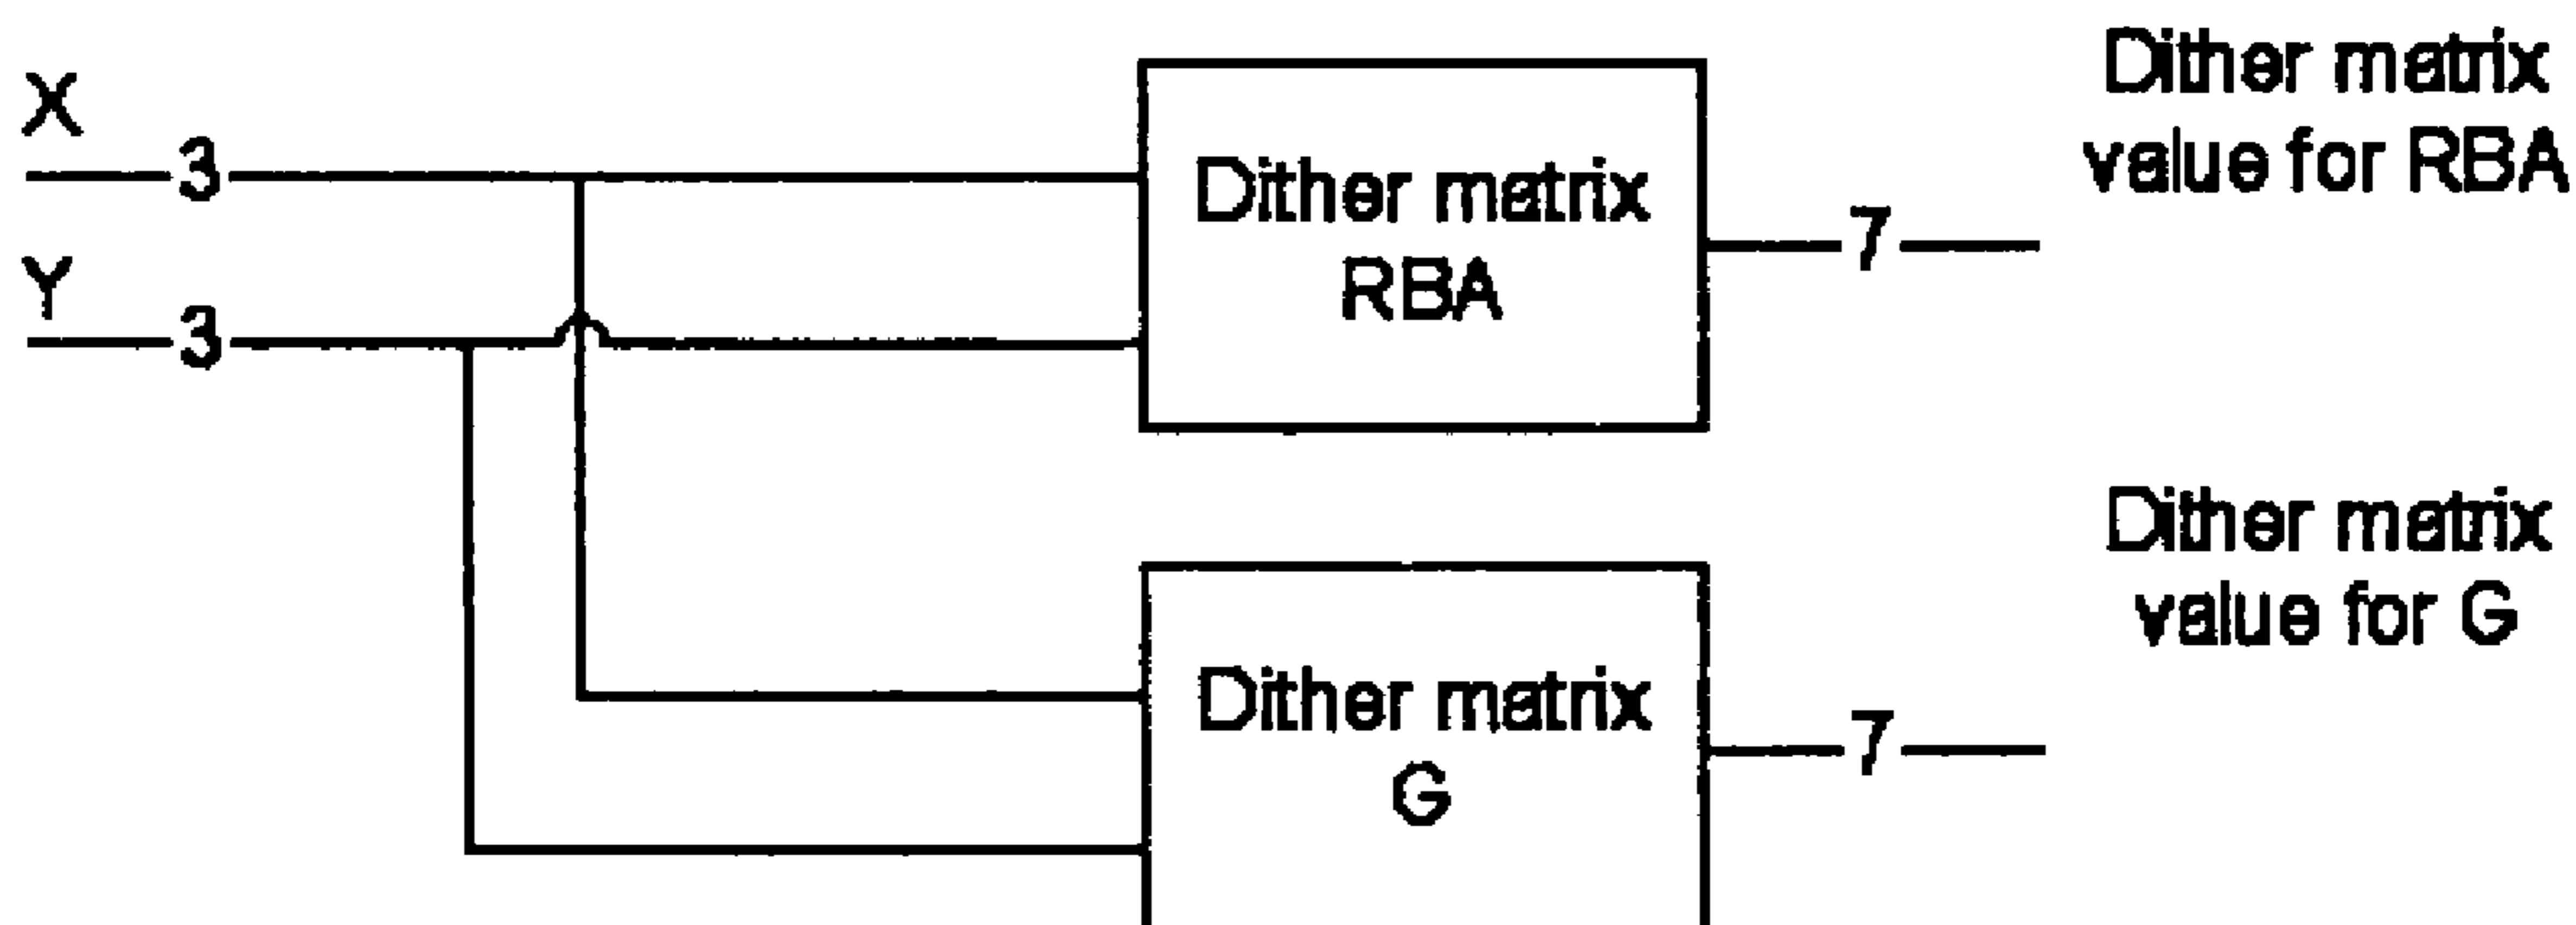 X
3
Y
3
Dither matrix
RBA
7
Dither matrix
value for RBA
Dither matrix
G
7
Dither matrix
value for G